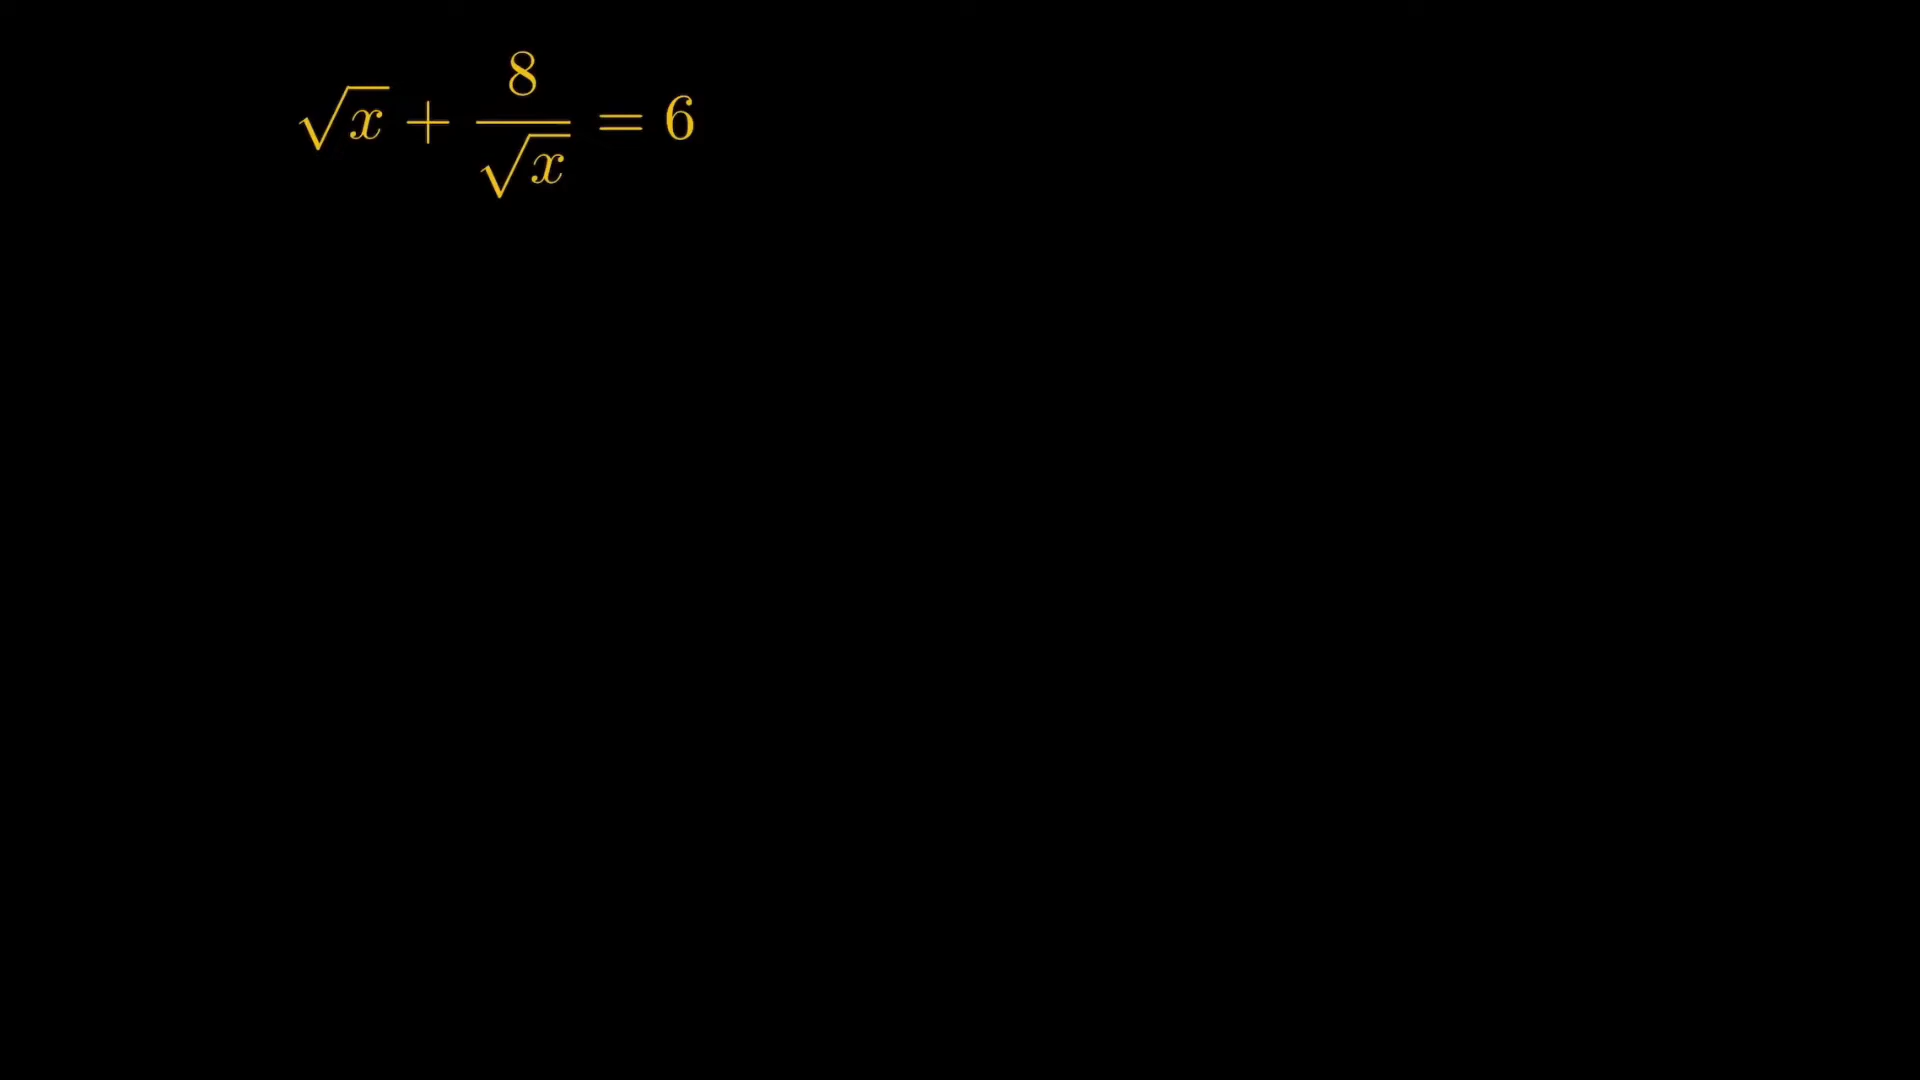 √x + 8/√x = 6